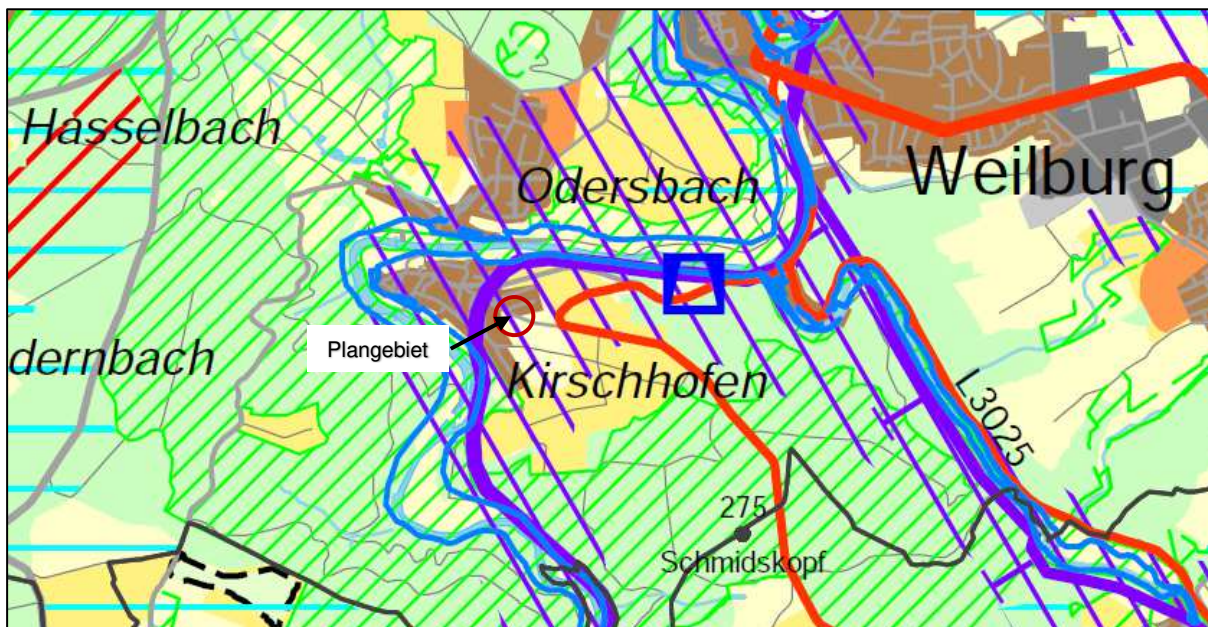 Hasselbach
Weilburg
Odersbach
Plangebiet
dernbach
Kirschhofen
L3025
275
Schmidskopf